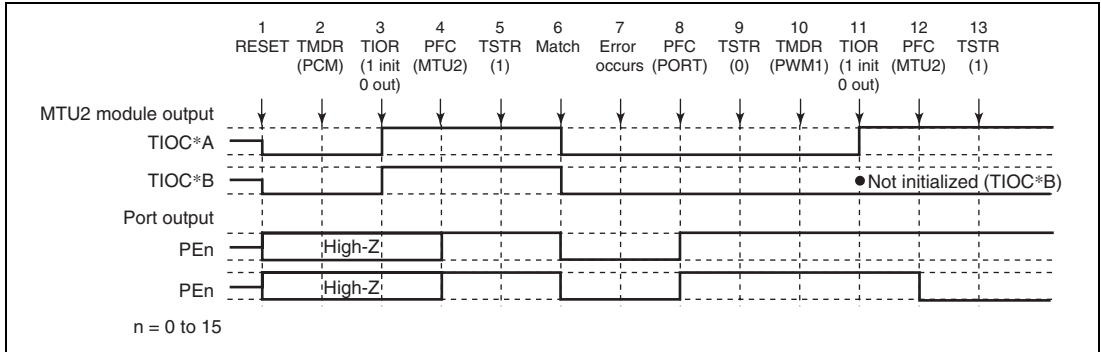 1 2 3 4 5 6 7 8 9 10 11 12 13
RESET TMDR TIOR PFC TSTR Match Error PFC TSTR TMDR TIOR PFC TSTR
(PCM) (1 init (MTU2) (1) occurs (PORT) (0) (PWM1) (1 init (MTU2) (1)
0 out) 0 out)
MTU2 module output
TIOC*A
TIOC*B
●Not initialized (TIOC*B)
Port output
PEn
High-Z
PEn
High-Z
n = 0 to 15